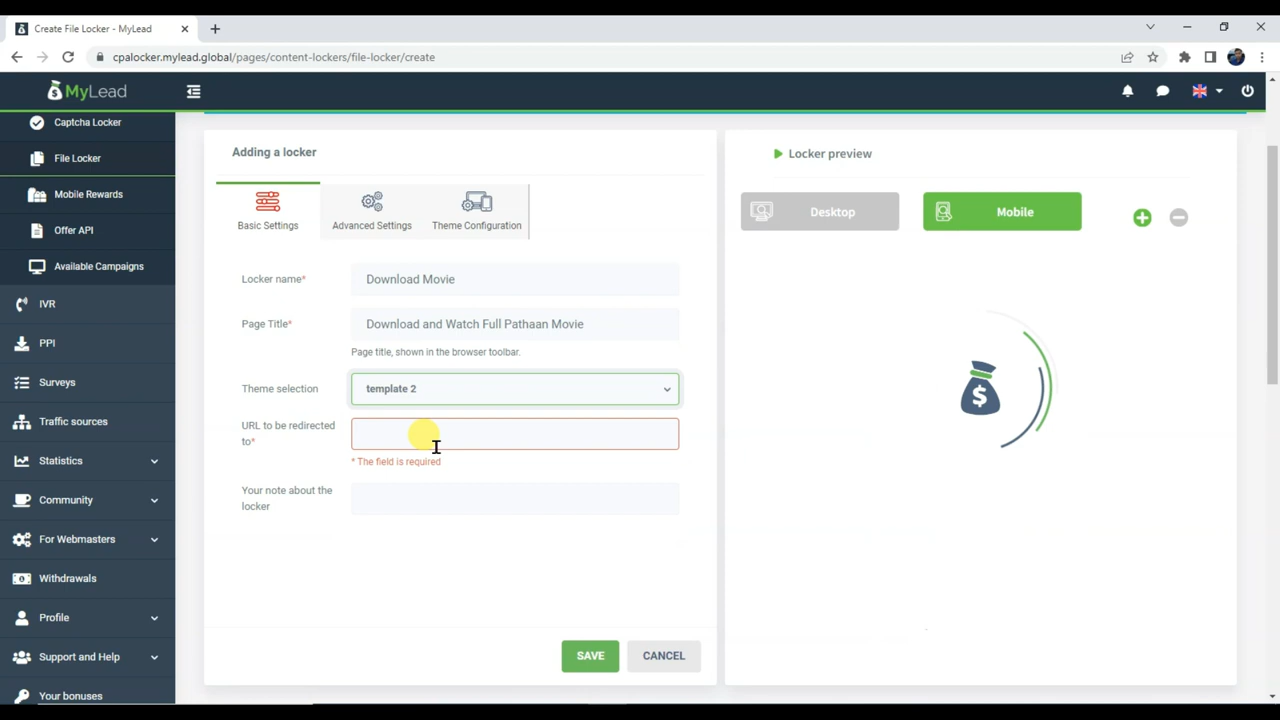 Create File Locker - MyLead
cpalocker.mylead.global/pages/content-lockers/file-locker/create
MyLead
Captcha Locker
File Locker
Mobile Rewards
Offer API
Available Campaigns
IVR
PPI
Surveys
Traffic sources
Statistics
Community
For Webmasters
Withdrawals
Profile
Support and Help
Your bonuses
Adding a locker
Basic Settings
Advanced Settings
Theme Configuration
Locker name*
Download Movie
Page Title*
Download and Watch Full Pathaan Movie
Page title, shown in the browser toolbar.
Theme selection
template 2
URL to be redirected
to*
* The field is required
Your note about the
locker
SAVE
CANCEL
Locker preview
Desktop
Mobile
$